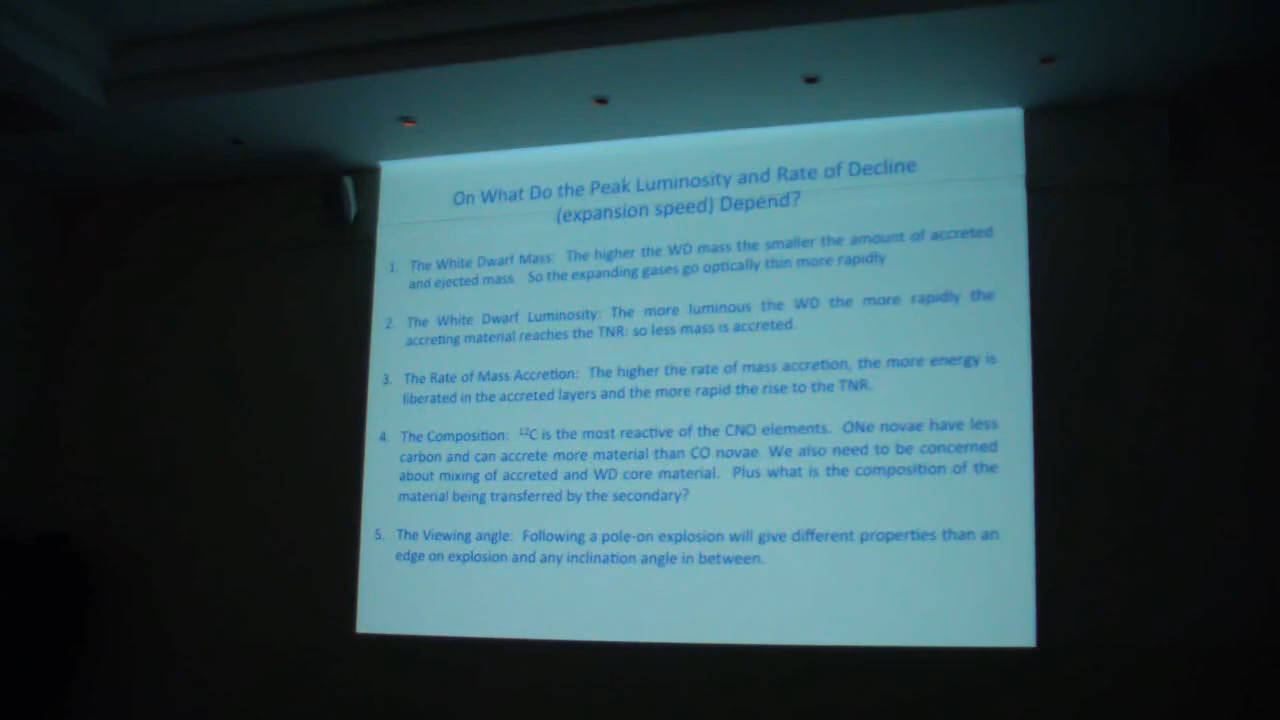 On What Do the Peak Luminosity and Rate of Decline
(expansion speed) Depend?
1. The White Dwarf Mass: The higher the WD mass the smaller the amount of accreted
and ejected mass. So the expanding gases go optically thin more rapidly
2. The White Dwarf Luminosity: The more luminous the WD the more rapidly the
accreting material reaches the TNR: so less mass is accreted.
3. The Rate of Mass Accretion: The higher the rate of mass accretion, the more energy is
liberated in the accreted layers and the more rapid the rise to the TNR.
4. The Composition: ¹²C is the most reactive of the CNO elements. ONe novae have less
carbon and can accrete more material than CO novae. We also need to be concerned
about mixing of accreted and WD core material. Plus what is the composition of the
material being transferred by the secondary?
5. The Viewing angle: Following a pole-on explosion will give different properties than an
edge on explosion and any inclination angle in between.